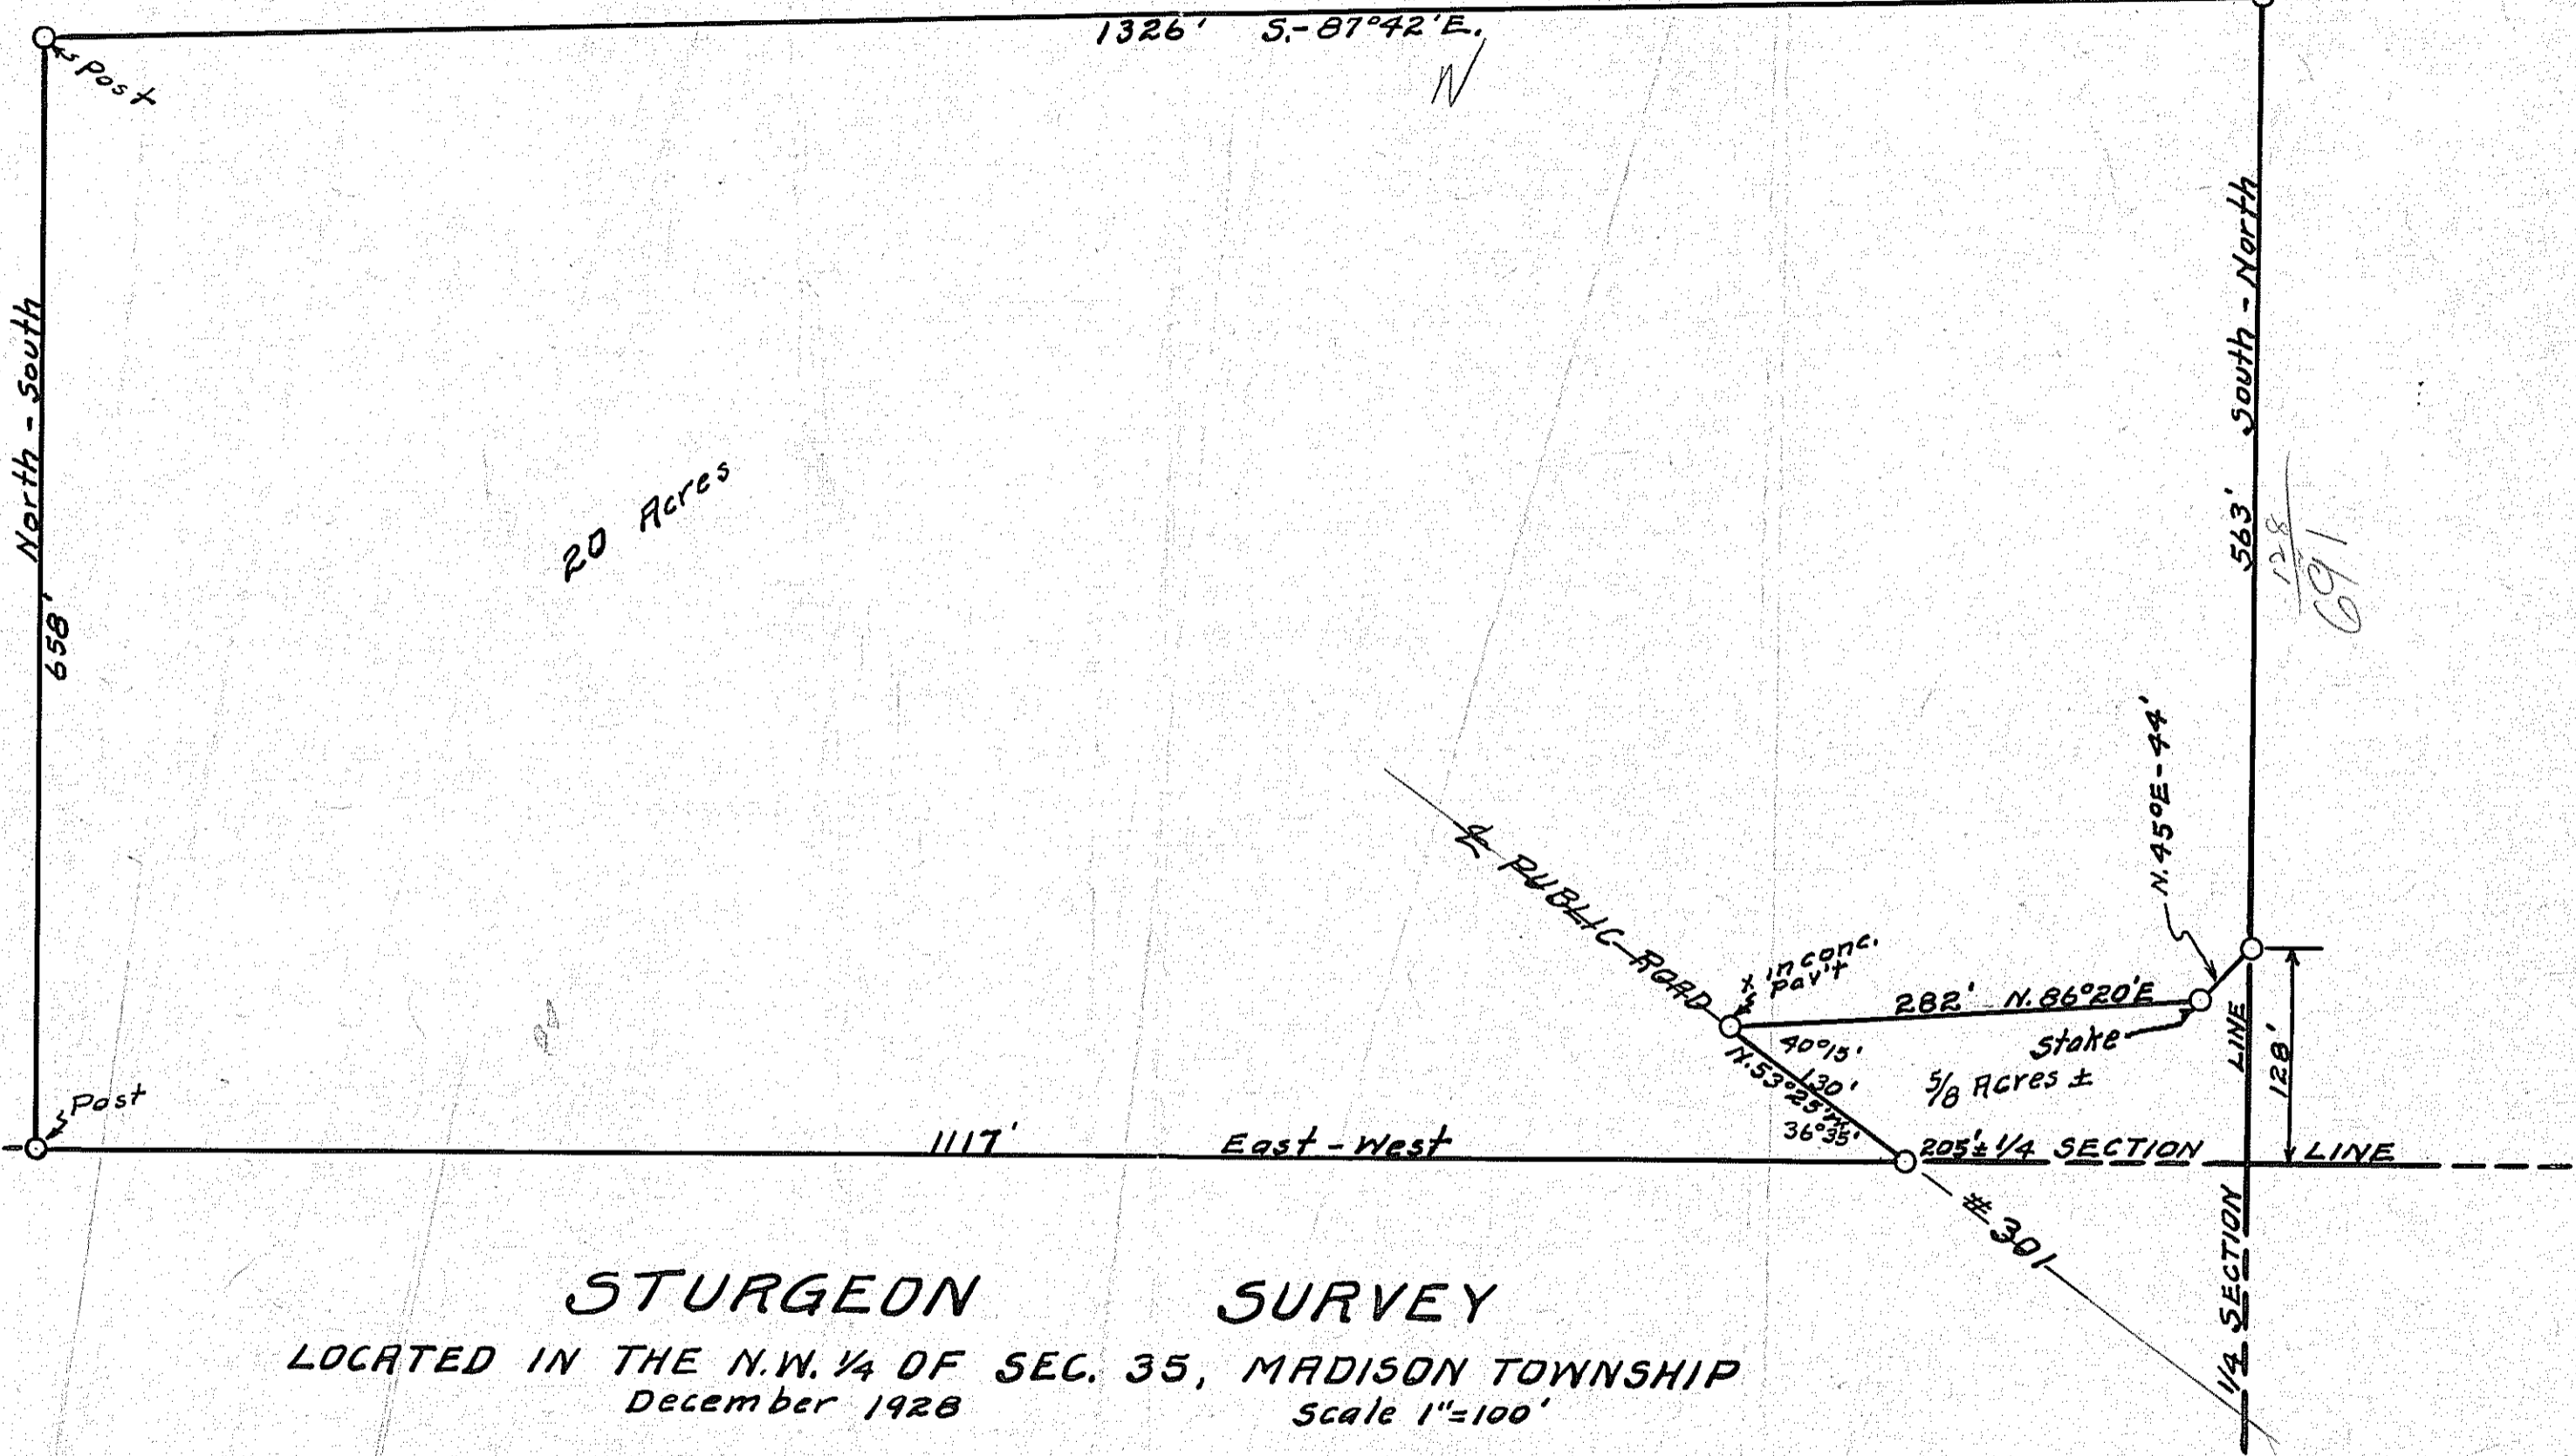 1326' S.-87°42'E.
N
Post
North - South
658'
20 Acres
South - North
563'
128
691
N.45°E-44'
℄ PUBLIC ROAD
x in conc.
pav't
282' N.86°20'E
Stake
40°15'
130'
N.53°25'W
36°35'
5/8 Acres ±
LINE
128'
Post
1117' East - West
205'± 1/4 SECTION LINE
# 301
1/4 SECTION
STURGEON SURVEY
LOCATED IN THE N.W. 1/4 OF SEC. 35, MADISON TOWNSHIP
December 1928
Scale 1"=100'